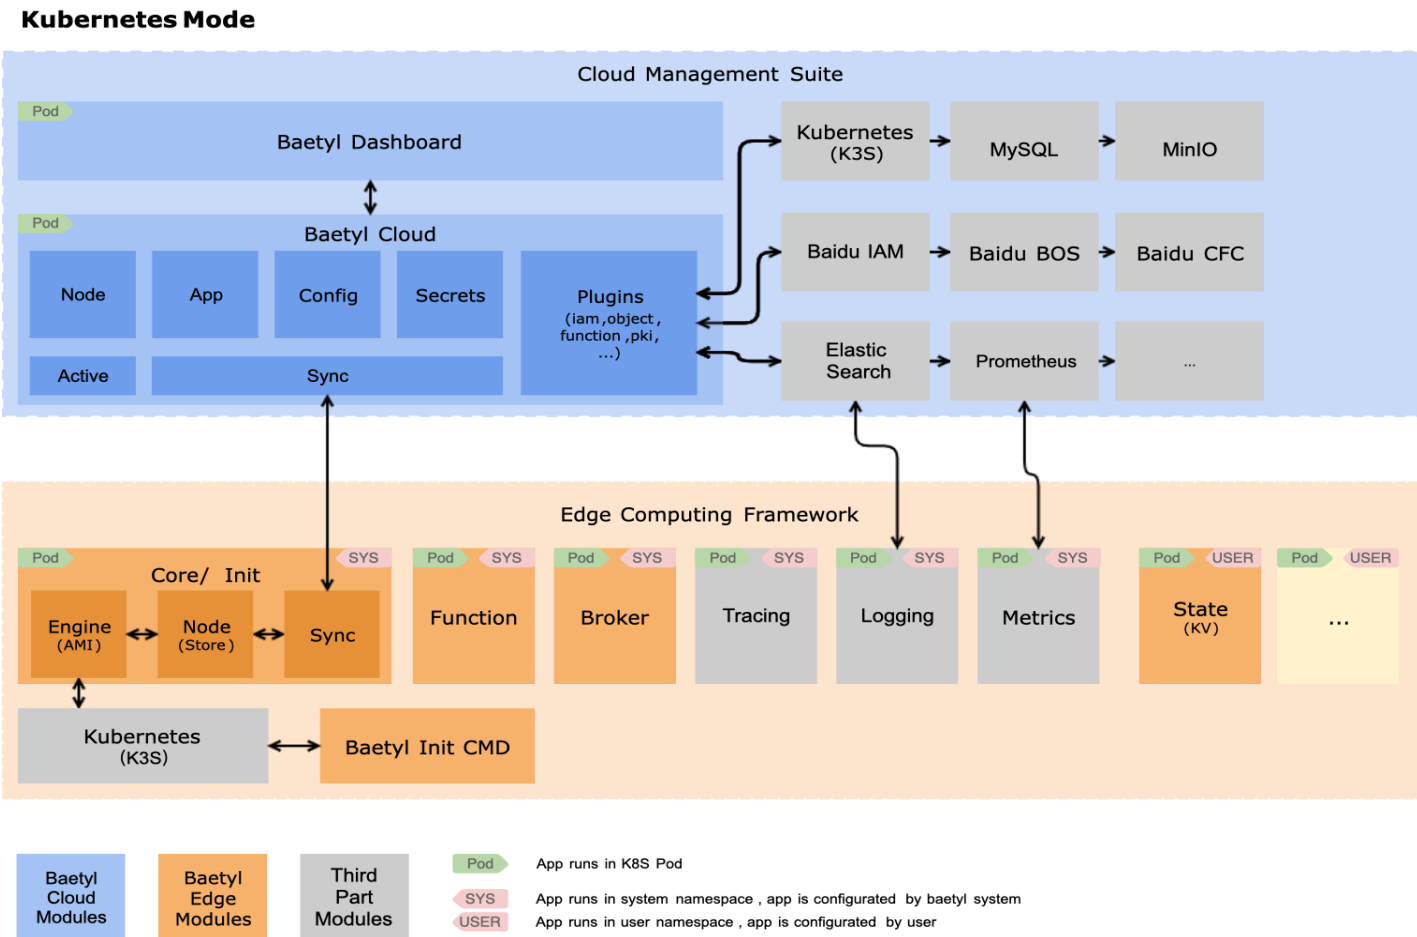 Kubernetes Mode
Cloud Management Suite
Pod
Baetyl Dashboard
Pod
Baetyl Cloud
Node
App
Config
Secrets
Active
Sync
Plugins
(iam ,object ,
function ,pki ,
...)
Kubernetes
(K3S)
MySQL
MinIO
Baidu IAM
Baidu BOS
Baidu CFC
Elastic
Search
Prometheus
...
Edge Computing Framework
Pod
SYS
Core/ Init
Engine
(AMI)
Node
(Store)
Sync
Pod
SYS
Function
Pod
SYS
Broker
Pod
SYS
Tracing
Pod
SYS
Logging
Pod
SYS
Metrics
Pod
USER
State
(KV)
Pod
USER
...
Kubernetes
(K3S)
Baetyl Init CMD
Baetyl
Cloud
Modules
Baetyl
Edge
Modules
Third
Part
Modules
Pod
App runs in K8S Pod
SYS
App runs in system namespace , app is configurated by baetyl system
USER
App runs in user namespace , app is configurated by user